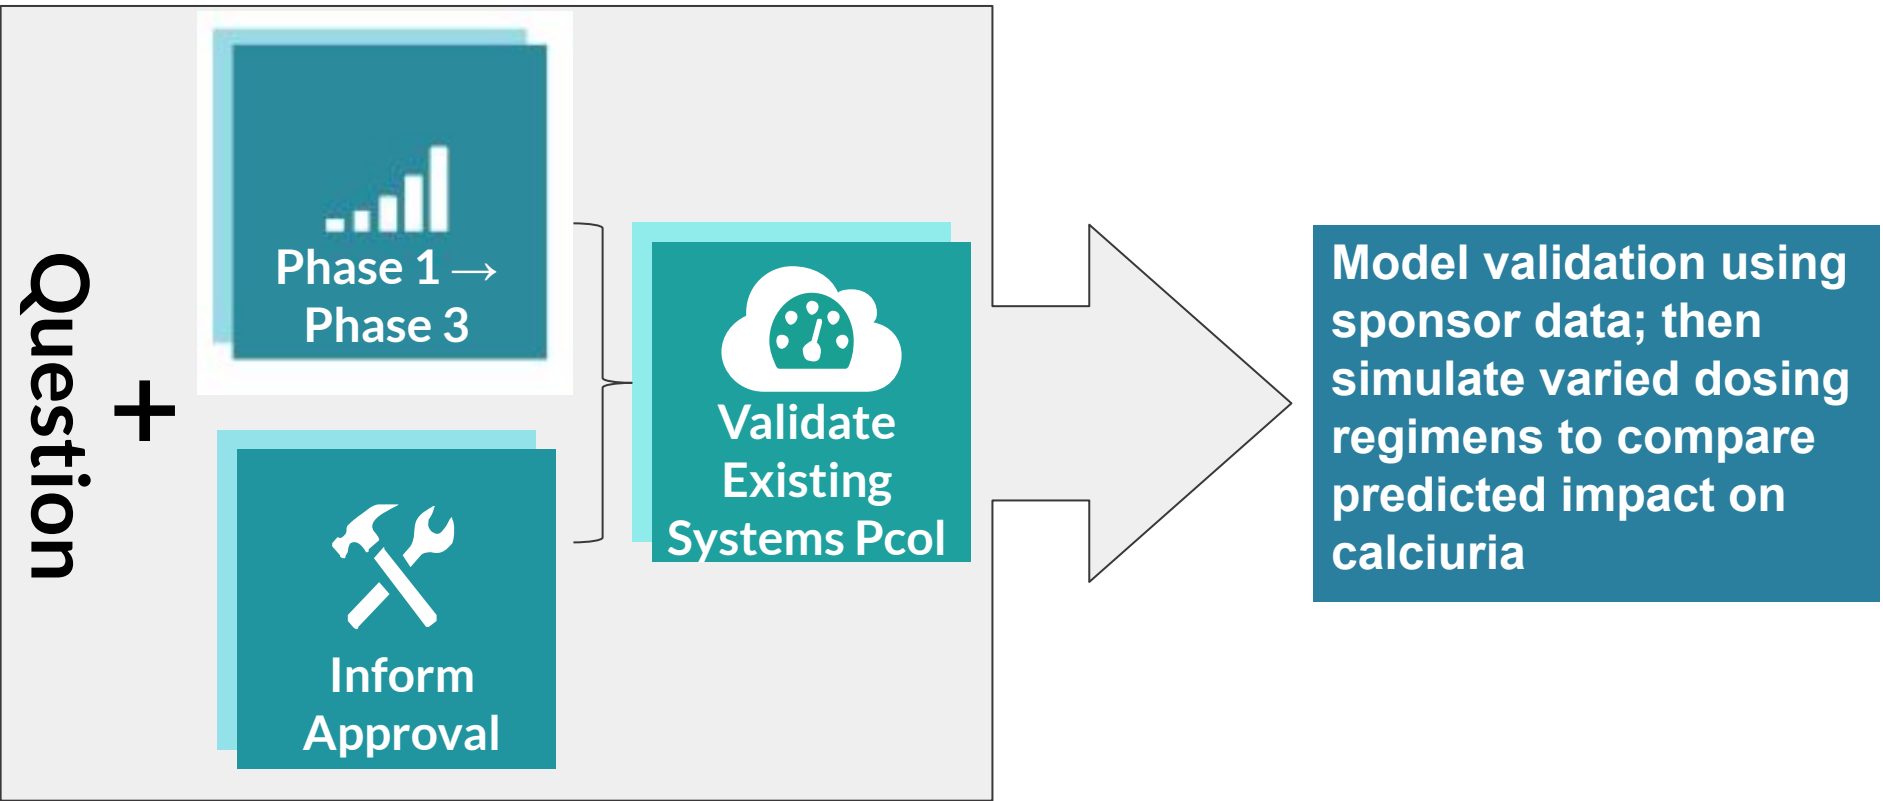 Question
+
Phase 1 →
Phase 3
Inform
Approval
Validate
Existing
Systems Pcol
Model validation using
sponsor data; then
simulate varied dosing
regimens to compare
predicted impact on
calciuria